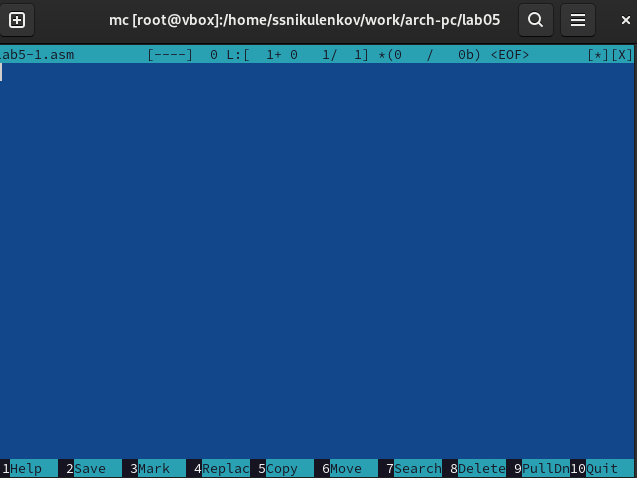 mc [root@vbox]:/home/ssnikulenkov/work/arch-pc/lab05
ab5-1.asm [----] 0 L:[ 1+ 0 1/ 1] *(0 / 0b) <EOF> [*][X]
1Help 2Save 3Mark 4Replac 5Copy 6Move 7Search 8Delete 9PullDn 10Quit